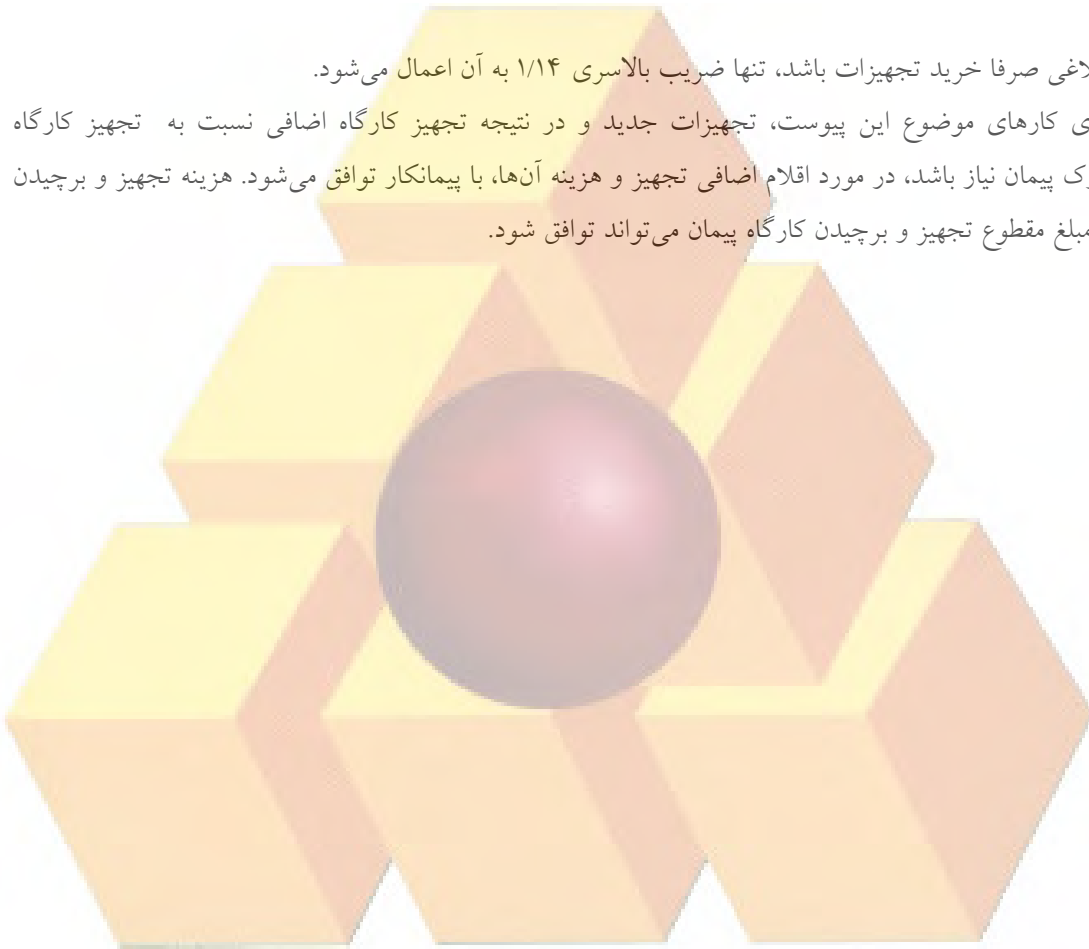 لاغی صرفا خرید تجهیزات باشد، تنها ضریب بالاسری ۱/۱۴ به آن اعمال می‌شود.
ی کارهای موضوع این پیوست، تجهیزات جدید و در نتیجه تجهیز کارگاه اضافی نسبت به تجهیز کارگاه
رک پیمان نیاز باشد، در مورد اقلام اضافی تجهیز و هزینه آن‌ها، با پیمانکار توافق می‌شود. هزینه تجهیز و برچیدن
مبلغ مقطوع تجهیز و برچیدن کارگاه پیمان می‌تواند توافق شود.